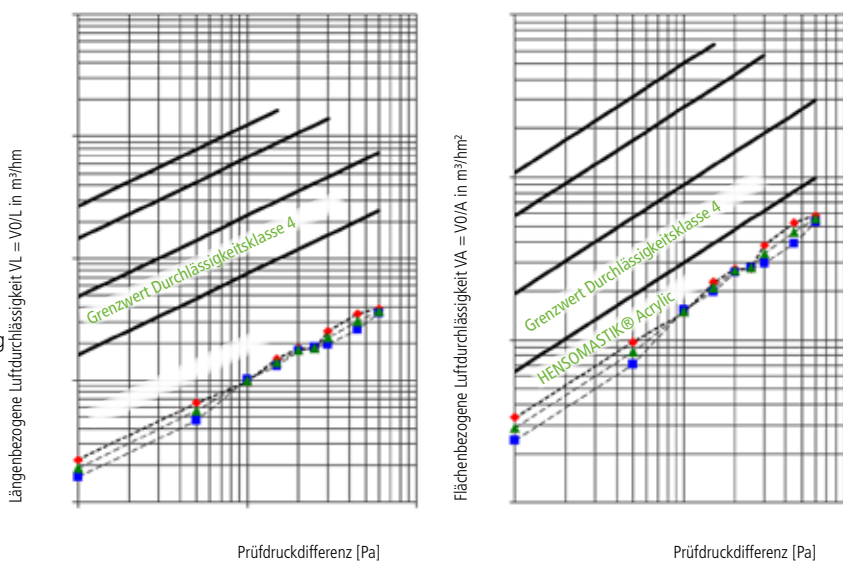 Längenbezogene Luftdurchlässigkeit VL = V0/L in m³/hm
Grenzwert Durchlässigkeitsklasse 4
Prüfdruckdifferenz [Pa]
Flächenbezogene Luftdurchlässigkeit VA = V0/A in m³/hm²
Grenzwert Durchlässigkeitsklasse 4
HENSOMASTIK® Acrylic
Prüfdruckdifferenz [Pa]